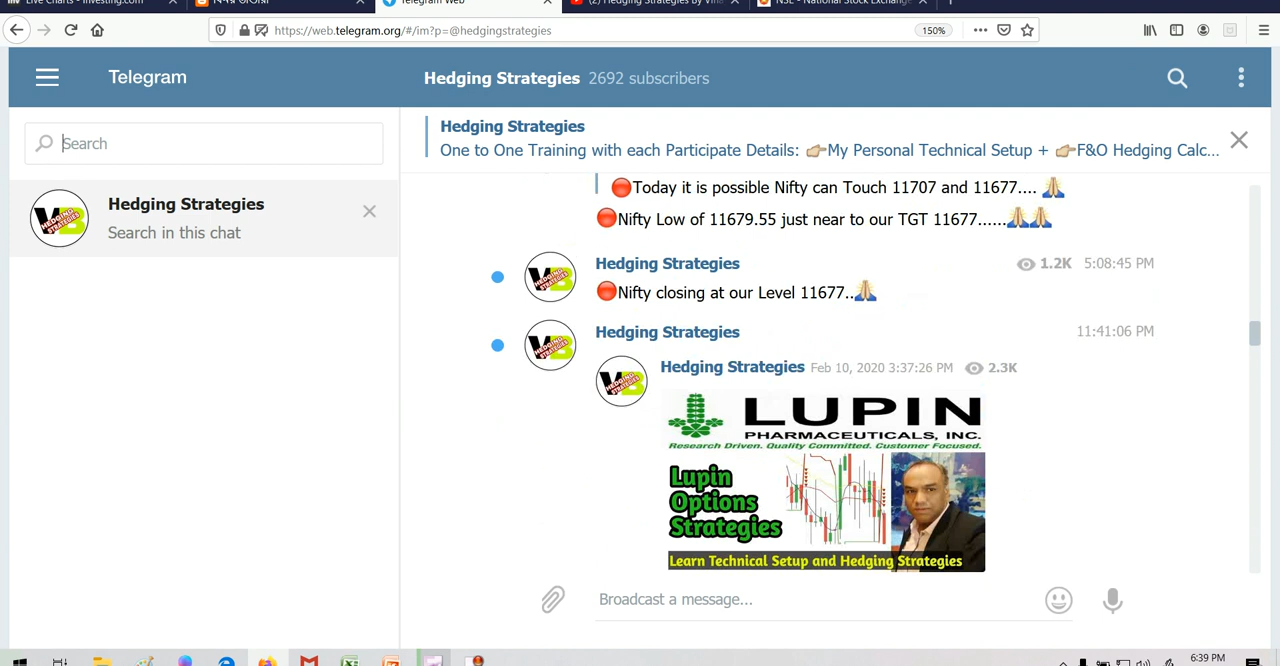 Live Charts - Investing.com
Telegram Web
(2) Hedging Strategies by Vina
NSE - National Stock Exchange
https://web.telegram.org/#/im?p=@hedgingstrategies
150%
Telegram
Hedging Strategies 2692 subscribers
Search
Hedging Strategies
Search in this chat
Hedging Strategies
One to One Training with each Participate Details: 👉My Personal Technical Setup + 👉F&O Hedging Calc...
🔴Today it is possible Nifty can Touch 11707 and 11677.... 🙏
🔴Nifty Low of 11679.55 just near to our TGT 11677......🙏🙏
Hedging Strategies 1.2K 5:08:45 PM
🔴Nifty closing at our Level 11677..🙏
Hedging Strategies 11:41:06 PM
Hedging Strategies Feb 10, 2020 3:37:26 PM 2.3K
LUPIN
PHARMACEUTICALS, INC.
Research Driven. Quality Committed. Customer Focused.
Lupin
Options
Strategies
Learn Technical Setup and Hedging Strategies
VB
HEDGING
STRATEGIES
Broadcast a message...
6:39 PM